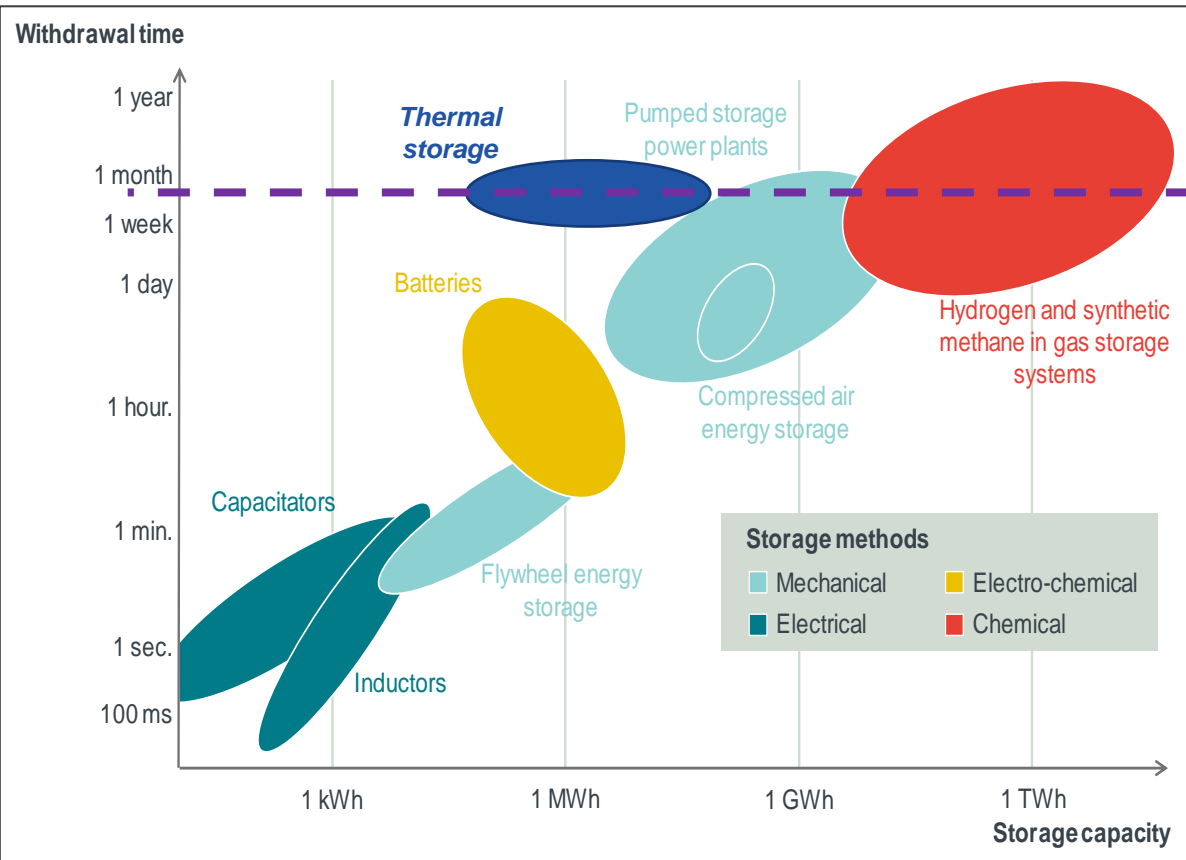 Withdrawal time
1 year
1 month
1 week
1 day
1 hour.
1 min.
1 sec.
100 ms
Thermal
storage
Pumped storage
power plants
Batteries
Hydrogen and synthetic
methane in gas storage
systems
Compressed air
energy storage
Capacitators
Flywheel energy
storage
Inductors
Storage methods
Mechanical
Electro-chemical
Electrical
Chemical
1 kWh
1 MWh
1 GWh
1 TWh
Storage capacity